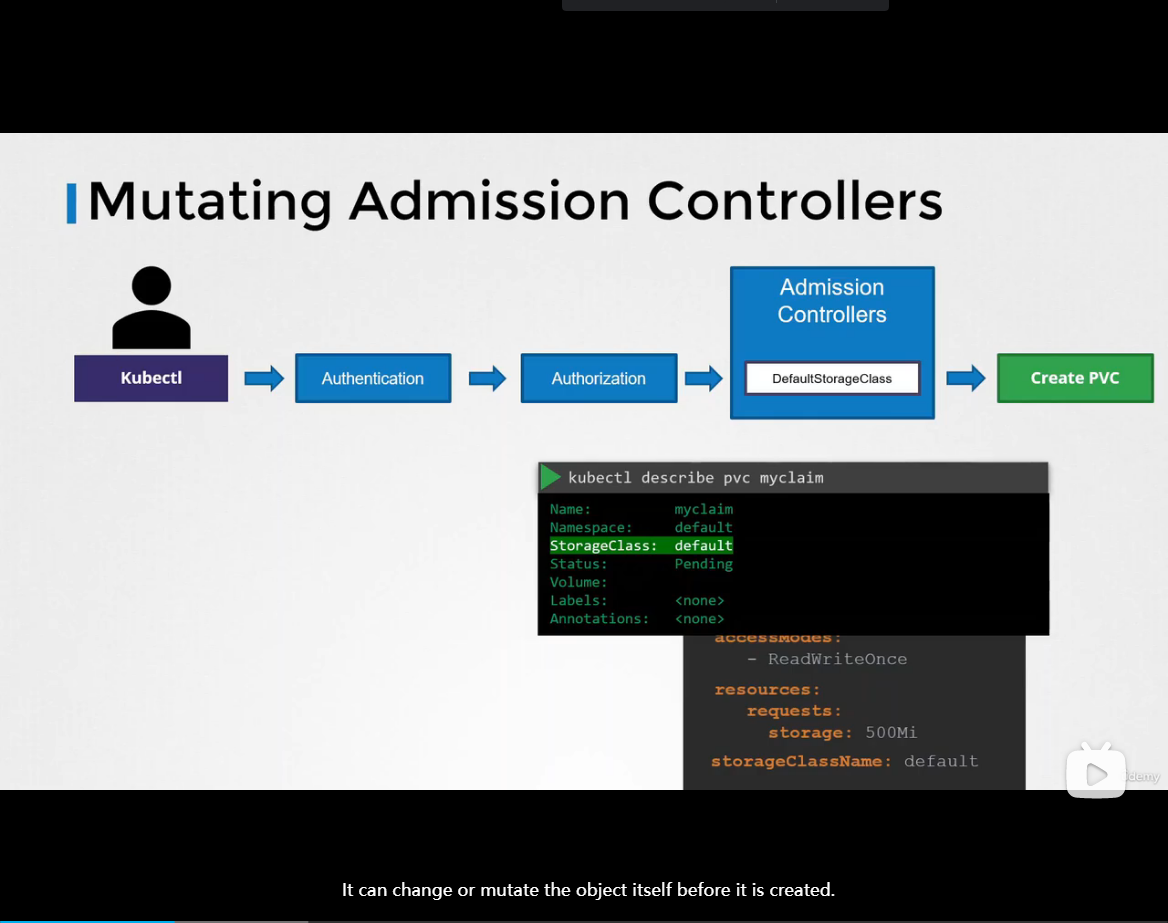 Mutating Admission Controllers
Kubectl
Authentication
Authorization
Admission
Controllers
DefaultStorageClass
Create PVC
kubectl describe pvc myclaim
Name: myclaim
Namespace: default
StorageClass: default
Status: Pending
Volume:
Labels: <none>
Annotations: <none>
accessModes:
- ReadWriteOnce
resources:
requests:
storage: 500Mi
storageClassName: default
It can change or mutate the object itself before it is created.